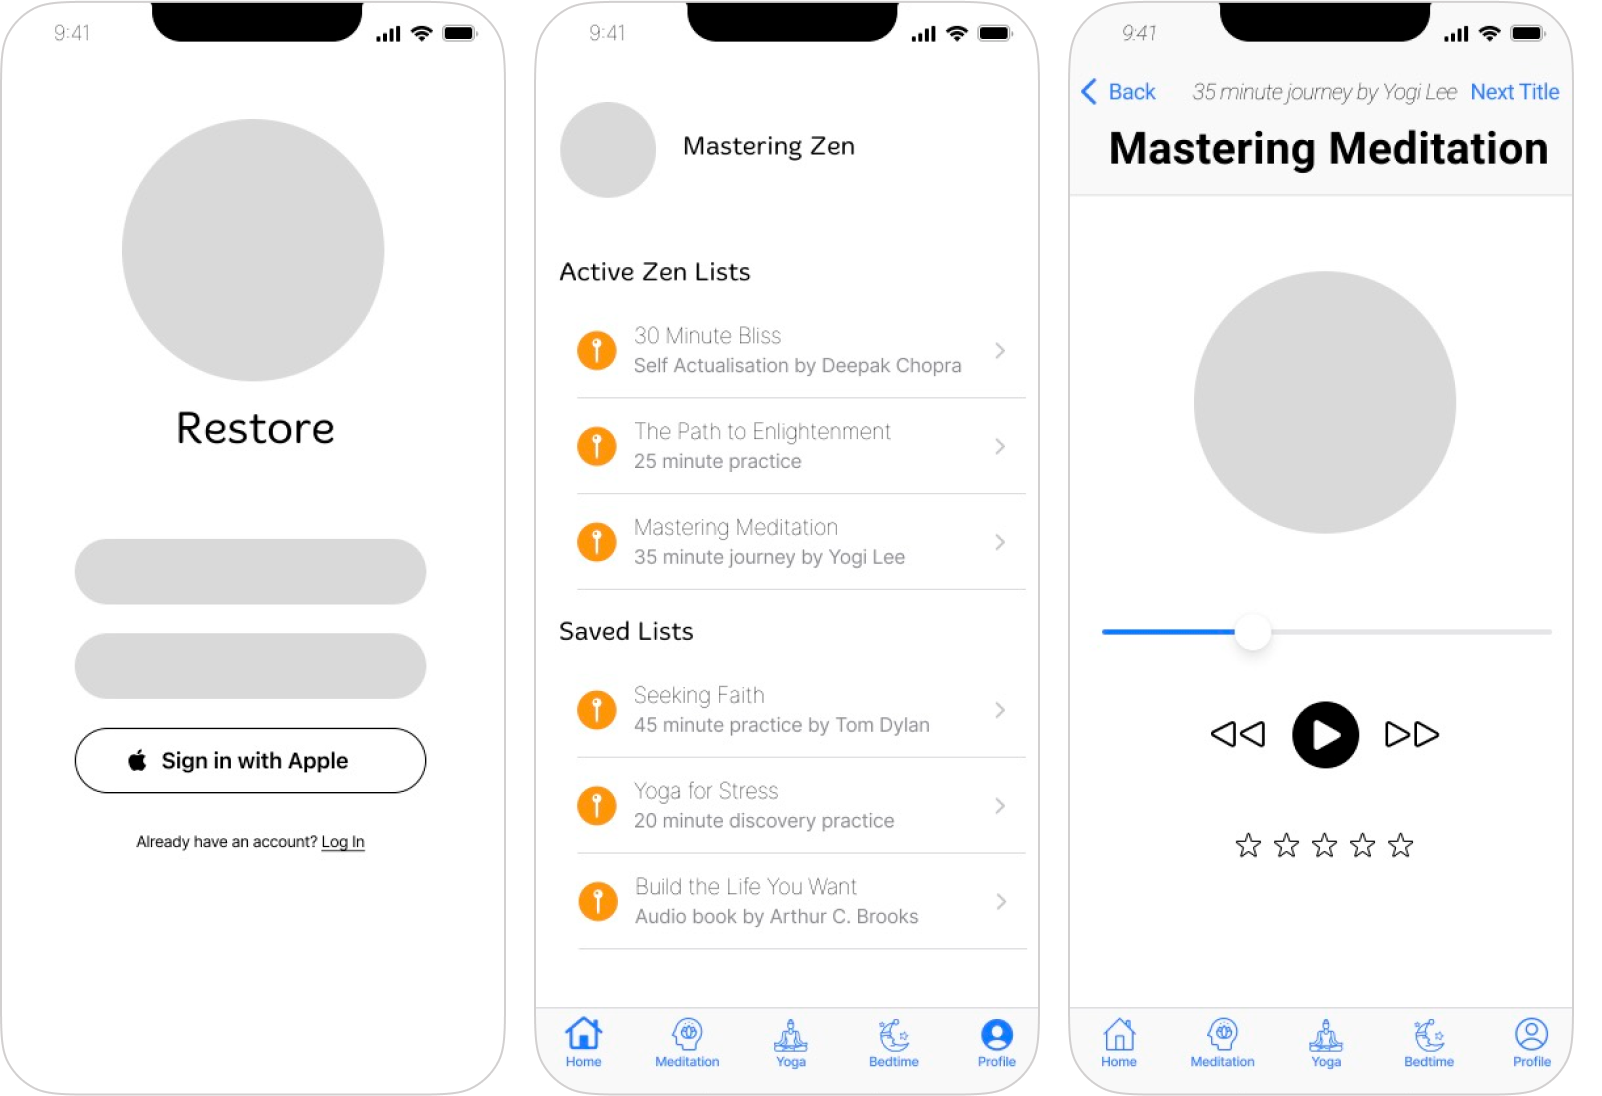 9:41
Restore
Sign in with Apple
Already have an account? Log In
9:41
Mastering Zen
Active Zen Lists
30 Minute Bliss
Self Actualisation by Deepak Chopra
The Path to Enlightenment
25 minute practice
Mastering Meditation
35 minute journey by Yogi Lee
Saved Lists
Seeking Faith
45 minute practice by Tom Dylan
Yoga for Stress
20 minute discovery practice
Build the Life You Want
Audio book by Arthur C. Brooks
Home Meditation Yoga Bedtime Profile
9:41
Back 35 minute journey by Yogi Lee Next Title
Mastering Meditation
Home Meditation Yoga Bedtime Profile